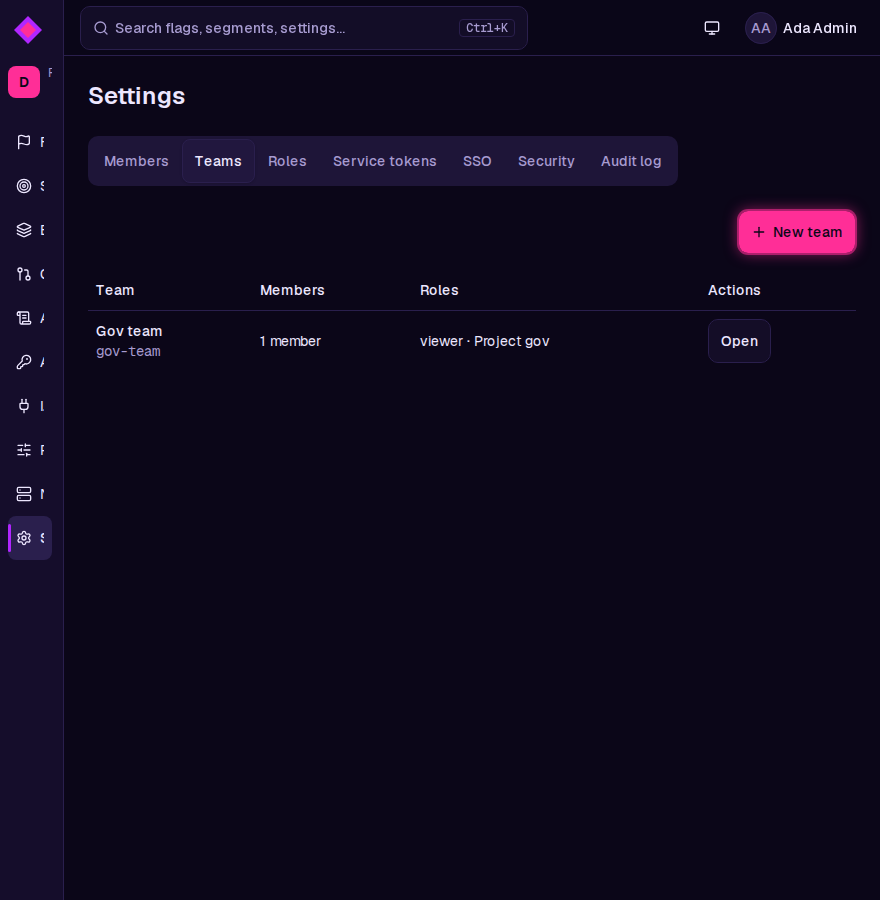 Search flags, segments, settings...
Ctrl+K
AA
Ada Admin
D
Settings
Members
Teams
Roles
Service tokens
SSO
Security
Audit log
New team
Team
Members
Roles
Actions
Gov team
gov-team
1 member
viewer · Project gov
Open